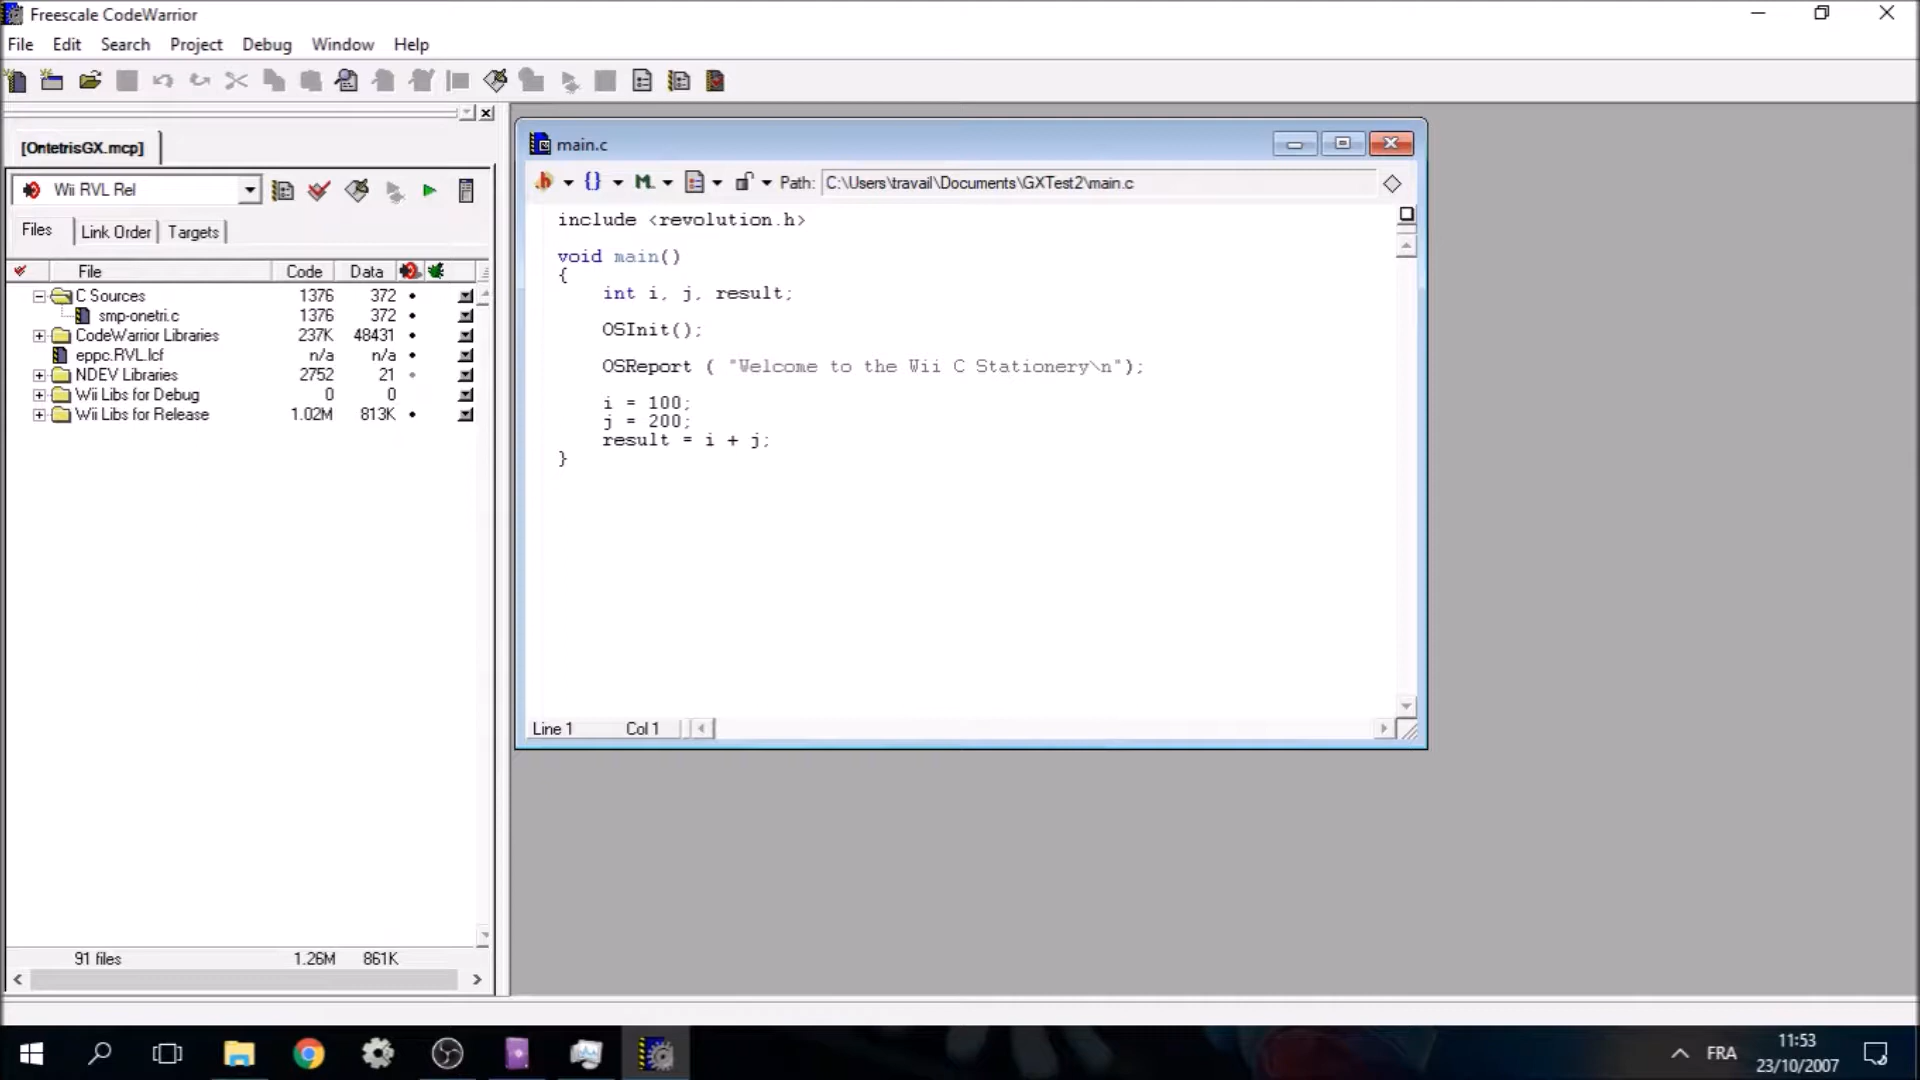 Freescale CodeWarrior
File Edit Search Project Debug Window Help
[OntetrisGX.mcp]
Wii RVL Rel
Files Link Order Targets
File Code Data
C Sources 1376 372
smp-onetri.c 1376 372
CodeWarrior Libraries 237K 48431
eppc.RVL.lcf n/a n/a
NDEV Libraries 2752 21
Wii Libs for Debug 0 0
Wii Libs for Release 1.02M 813K
91 files 1.26M 861K
main.c
h {} M. Path: C:\Users\travail\Documents\GXTest2\main.c
include <revolution.h>
void main()
{
int i, j, result;
OSInit();
OSReport ( "Welcome to the Wii C Stationery\n");
i = 100;
j = 200;
result = i + j;
}
Line 1 Col 1
FRA
11:53
23/10/2007